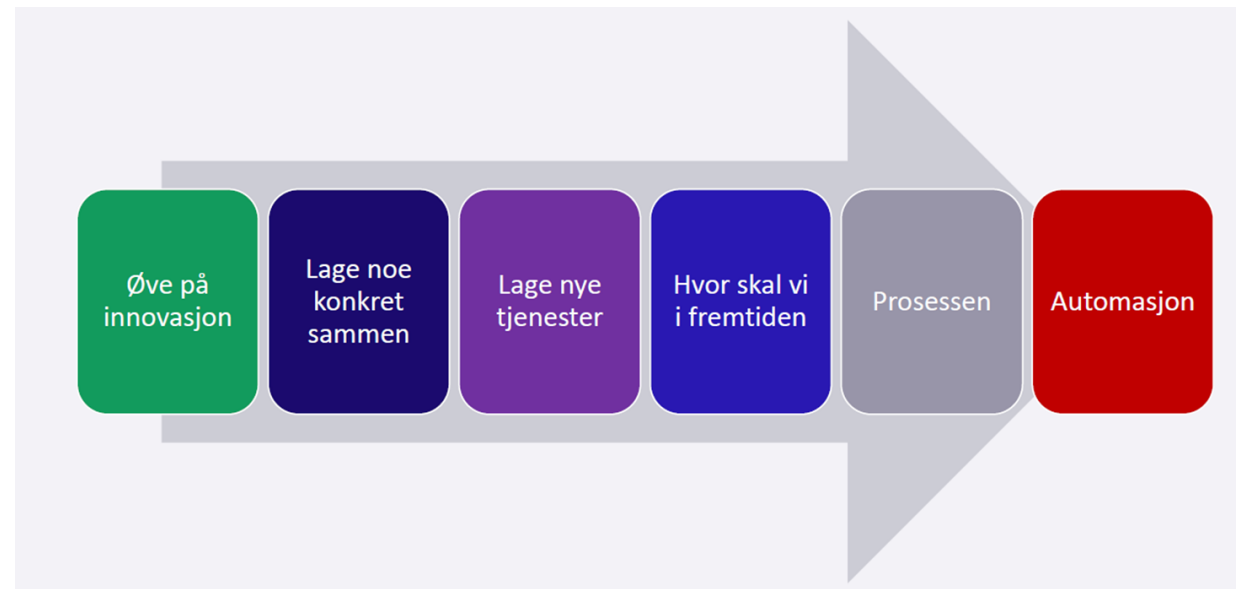 Øve på
innovasjon
Lage noe
konkret
sammen
Lage nye
tjenester
Hvor skal vi
i fremtiden
Prosessen
Automasjon